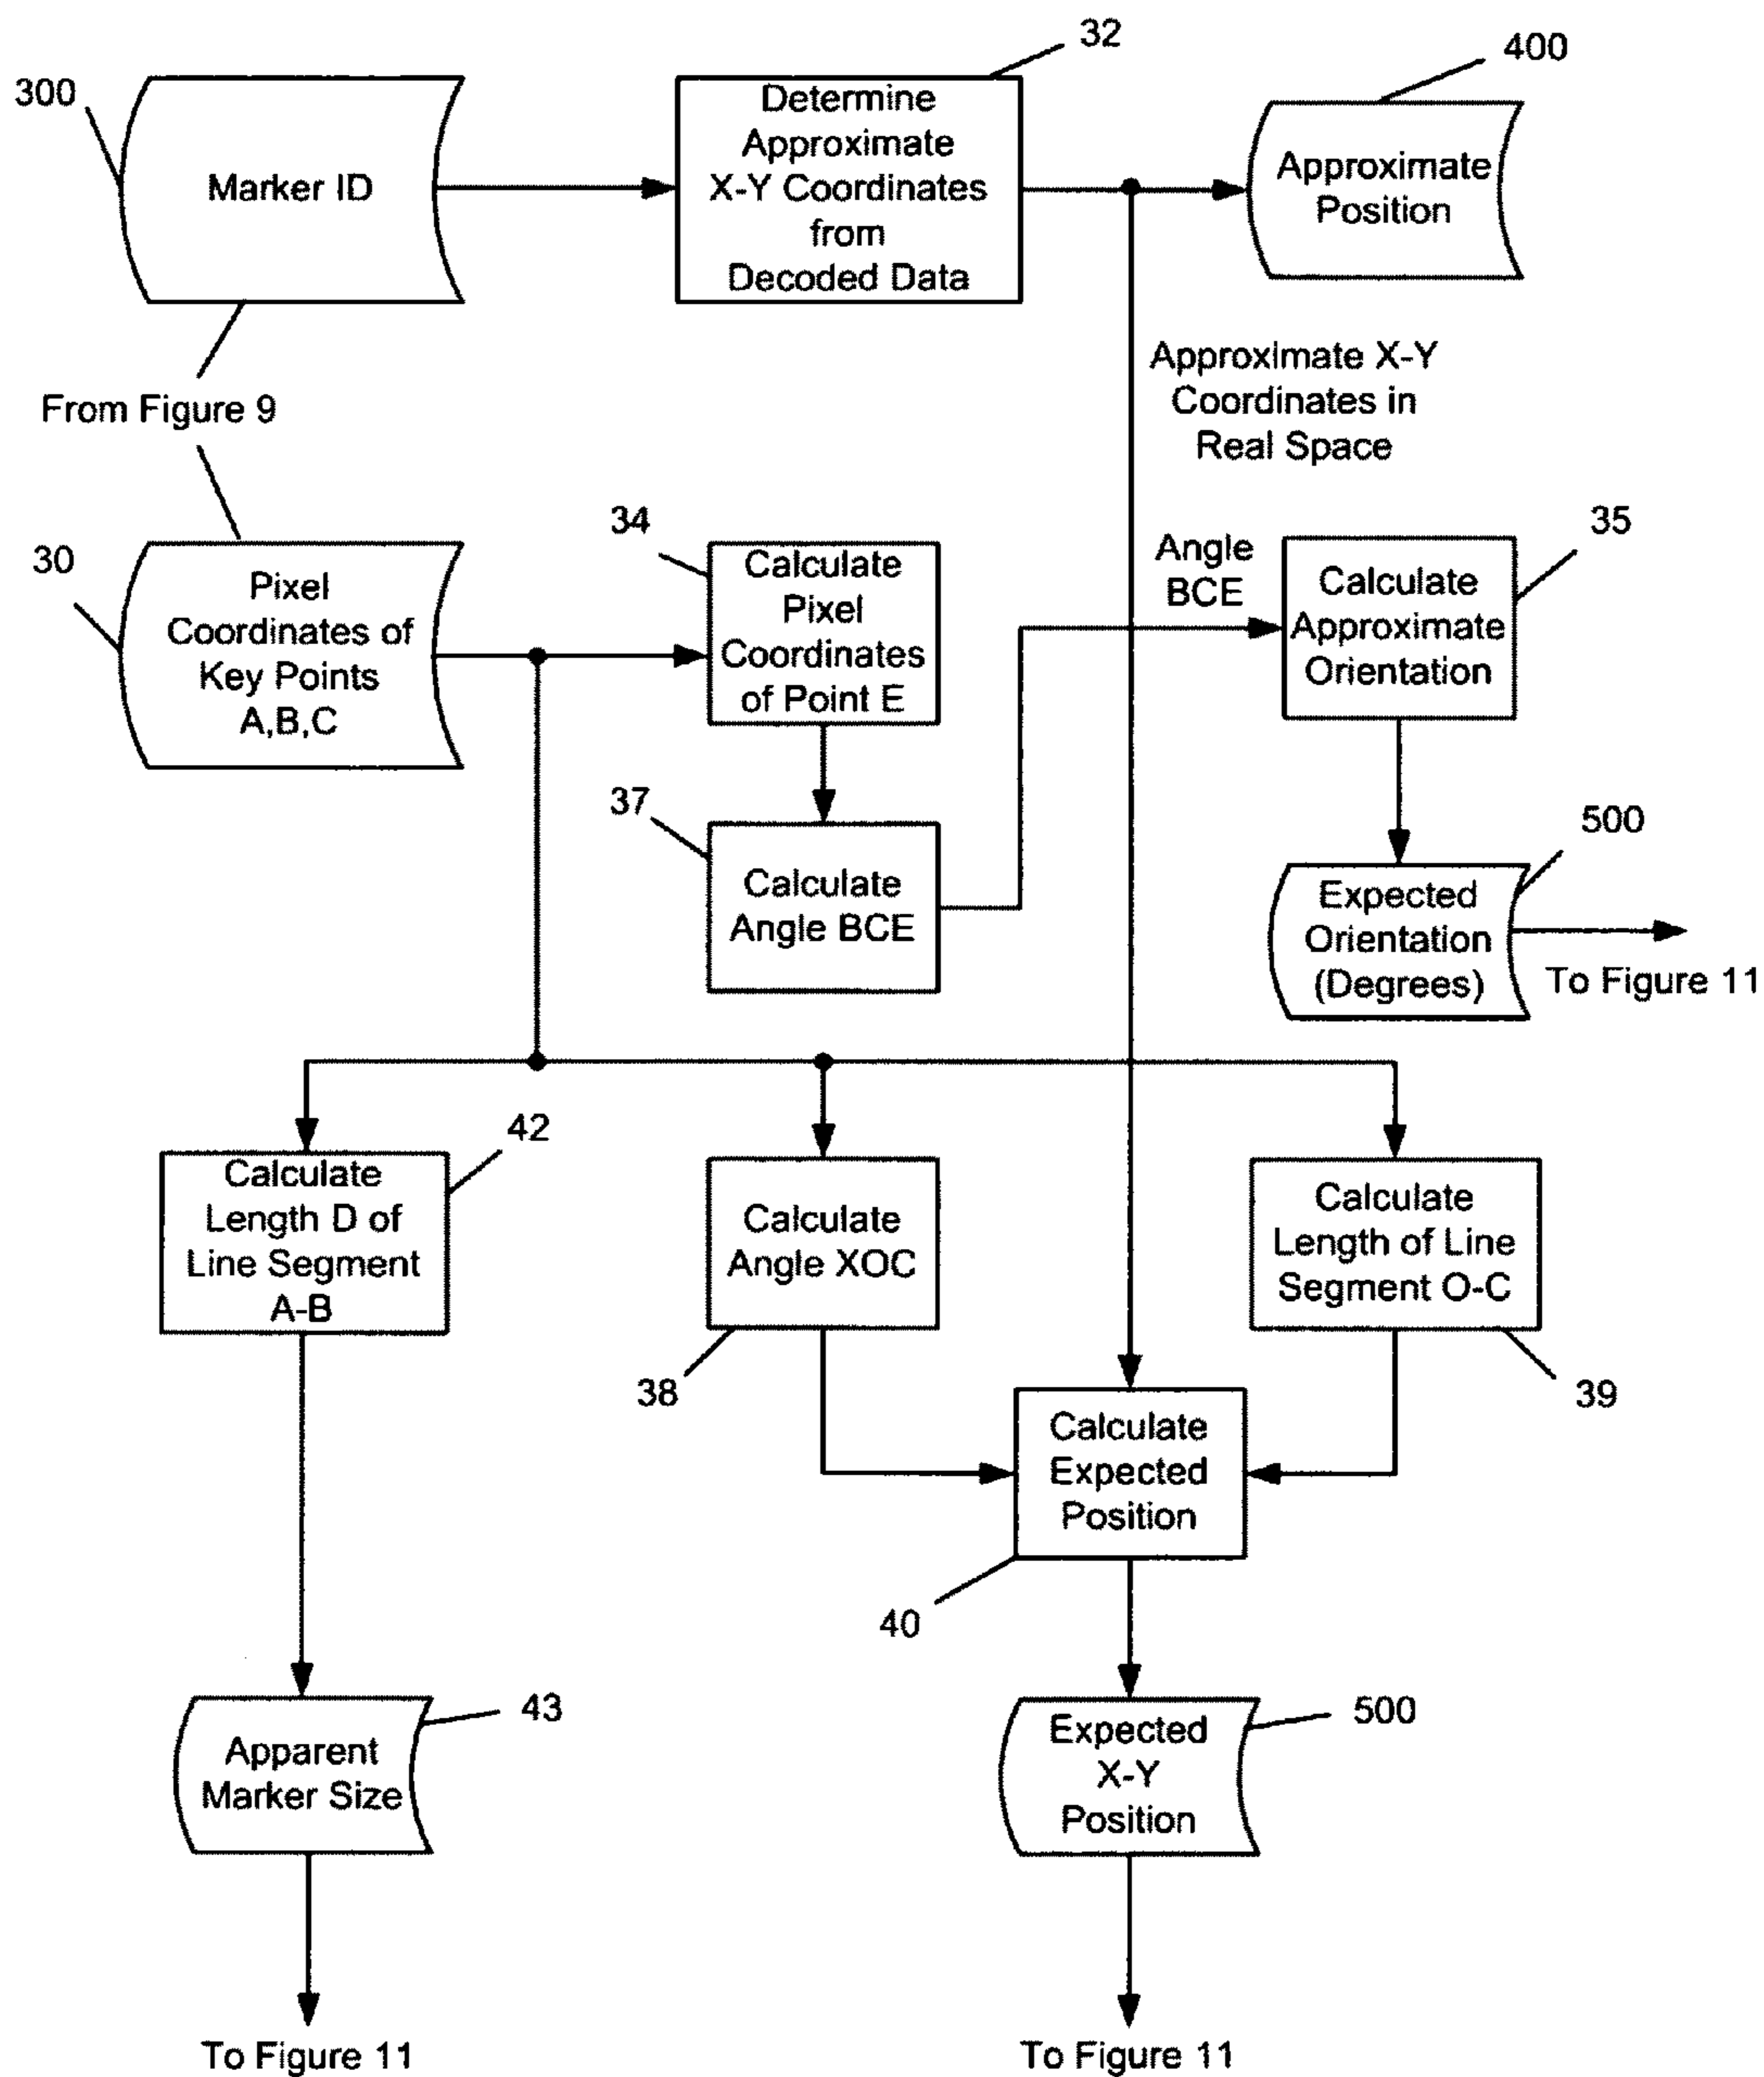 32
400
300
Marker ID
Determine
Approximate
X-Y Coordinates
from
Decoded Data
Approximate
Position
From Figure 9
Approximate X-Y
Coordinates in
Real Space
30
Pixel
Coordinates of
Key Points
A,B,C
34
Calculate
Pixel
Coordinates
of Point E
Angle
BCE
35
Calculate
Approximate
Orientation
37
Calculate
Angle BCE
500
Expected
Orientation
(Degrees)
To Figure 11
42
Calculate
Length D of
Line Segment
A-B
Calculate
Angle XOC
38
Calculate
Length of Line
Segment O-C
39
Calculate
Expected
Position
40
43
Apparent
Marker Size
500
Expected
X-Y
Position
To Figure 11
To Figure 11